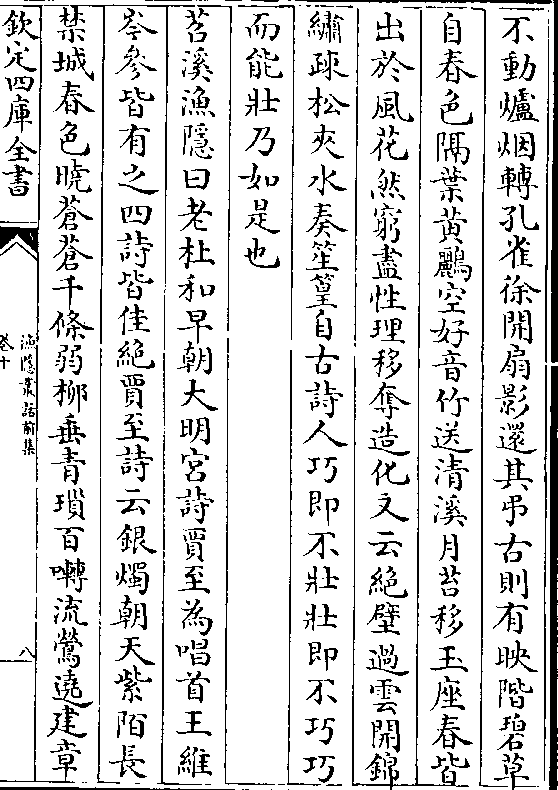 不動爐烟轉孔雀徐開扇影還其弔古則有映階碧草
自春色隔葉黄鸝空好音竹送清溪月苔移玉座春皆
出於風花然窮盡性理移奪造化又云絶壁過雲開錦
繡疎松夾水奏笙篁自古詩人巧即不壯壯即不巧巧
而能壯乃如是也
苕溪漁隱曰老杜和早朝大明宫詩賈至為唱首王維
岑參皆有之四詩皆佳絶賈至詩云銀燭朝天紫陌長
禁城春色曉蒼蒼千條弱柳垂青瑣百囀流鶯遶建章
欽定四庫全書
漁隱叢話前集
卷十
八